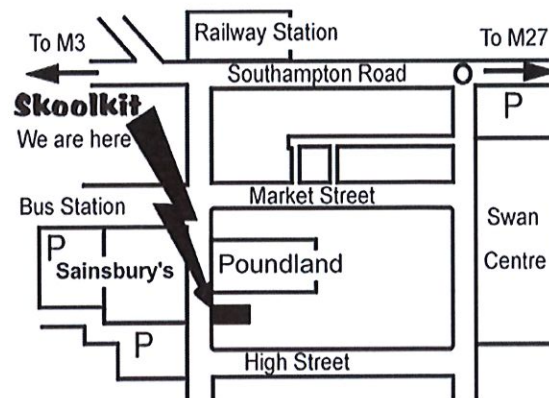 Railway Station
To M3
To M27
Southampton Road
Skoolkit
We are here
P
Market Street
Bus Station
Swan
Centre
P
Sainsbury's
Poundland
P
High Street